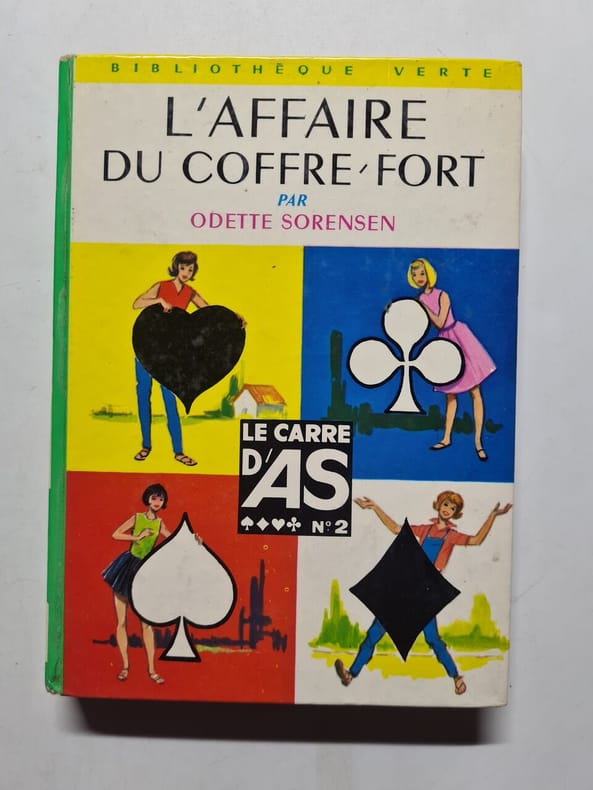 BIBLIOTHÈQUE VERTE
L'AFFAIRE
DU COFFRE-FORT
PAR
ODETTE SORENSEN
LE CARRE
D'AS
♠♦♥♣ N° 2